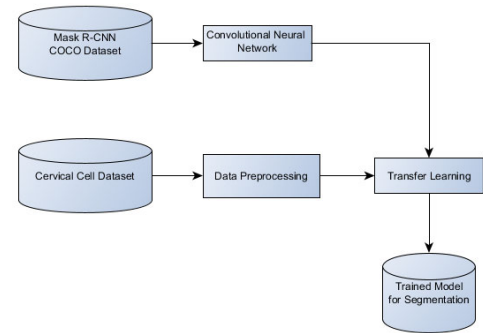 Mask R-CNN
COCO Dataset
Convolutional Neural
Network
Cervical Cell Dataset
Data Preprocessing
Transfer Learning
Trained Model
for Segmentation